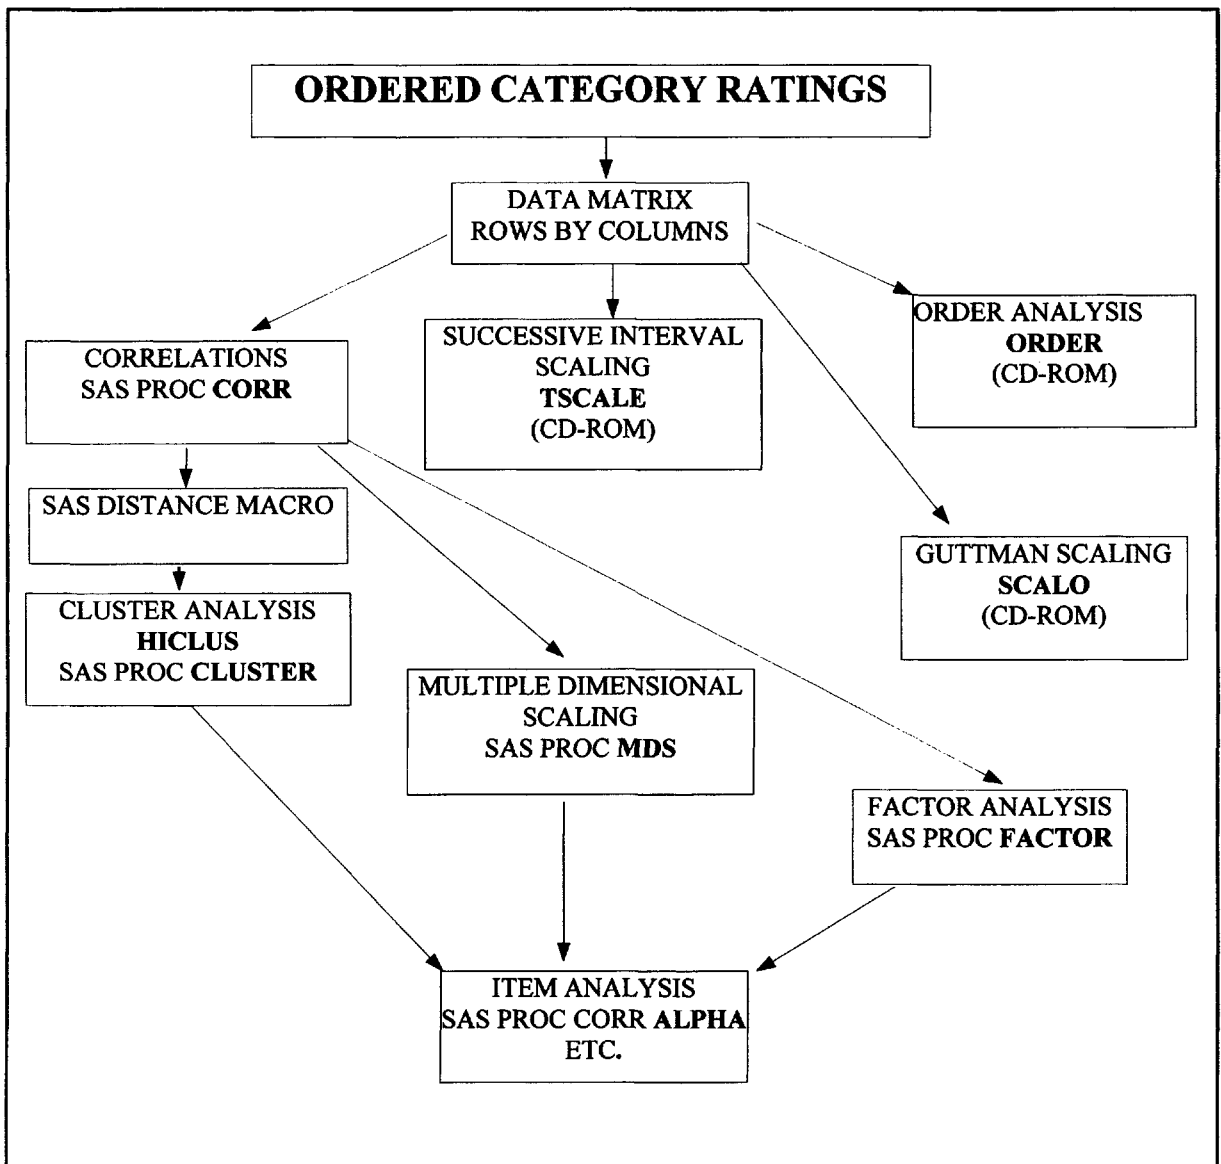 ORDERED CATEGORY RATINGS
DATA MATRIX
ROWS BY COLUMNS
CORRELATIONS
SAS PROC CORR
SUCCESSIVE INTERVAL
SCALING
TSCALE
(CD-ROM)
ORDER ANALYSIS
ORDER
(CD-ROM)
SAS DISTANCE MACRO
GUTTMAN SCALING
SCALO
(CD-ROM)
CLUSTER ANALYSIS
HICLUS
SAS PROC CLUSTER
MULTIPLE DIMENSIONAL
SCALING
SAS PROC MDS
FACTOR ANALYSIS
SAS PROC FACTOR
ITEM ANALYSIS
SAS PROC CORR ALPHA
ETC.